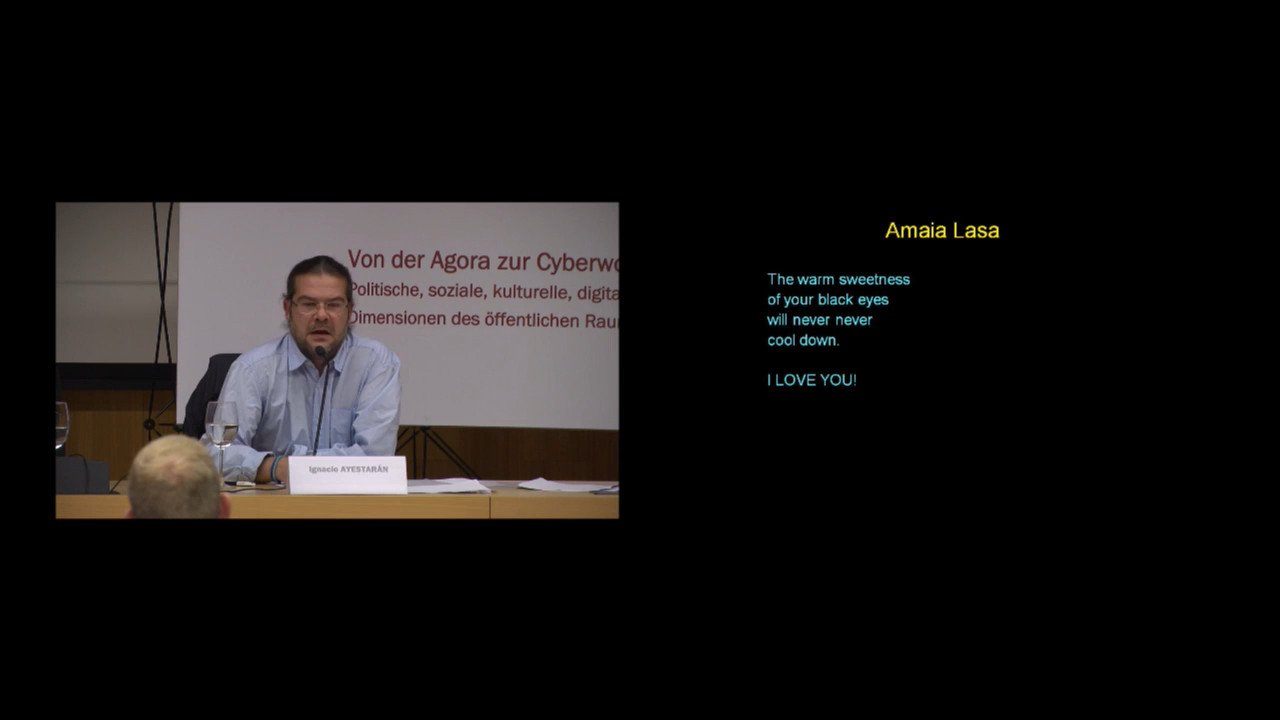 Von der Agora zur Cyberwo
Politische, soziale, kulturelle, digita
Dimensionen des öffentlichen Rau
Ignacio AYESTARÁN
Amaia Lasa
The warm sweetness
of your black eyes
will never never
cool down.
I LOVE YOU!